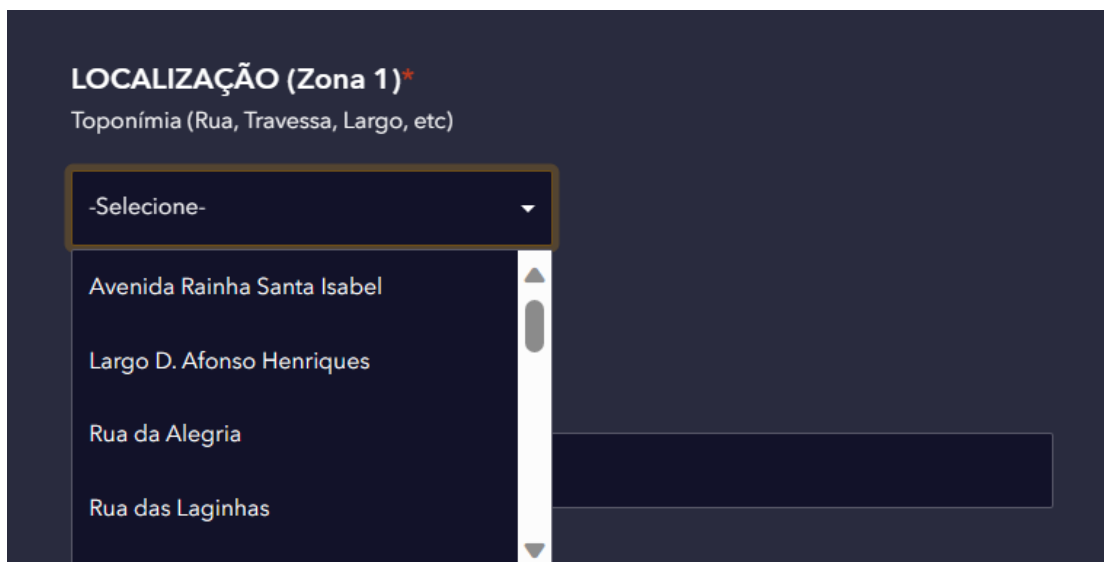 LOCALIZAÇÃO (Zona 1)*
Toponímia (Rua, Travessa, Largo, etc)
-Selecione-
Avenida Rainha Santa Isabel
Largo D. Afonso Henriques
Rua da Alegria
Rua das Laginhas